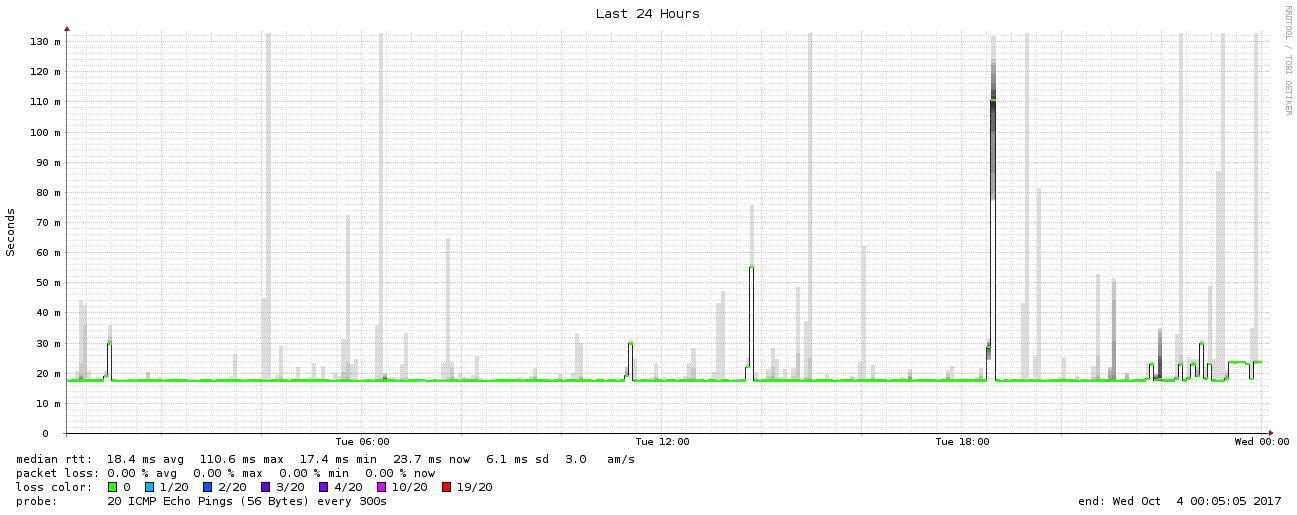 Last 24 Hours
RRDTOOL / TOBI OETIKER
Seconds
130 m
120 m
110 m
100 m
90 m
80 m
70 m
60 m
50 m
40 m
30 m
20 m
10 m
0
Tue 06:00 Tue 12:00 Tue 18:00 Wed 00:00
median rtt: 18.4 ms avg 110.6 ms max 17.4 ms min 23.7 ms now 6.1 ms sd 3.0 am/s
packet loss: 0.00 % avg 0.00 % max 0.00 % min 0.00 % now
loss color: 0 1/20 2/20 3/20 4/20 10/20 19/20
probe: 20 ICMP Echo Pings (56 Bytes) every 300s end: Wed Oct 4 00:05:05 2017